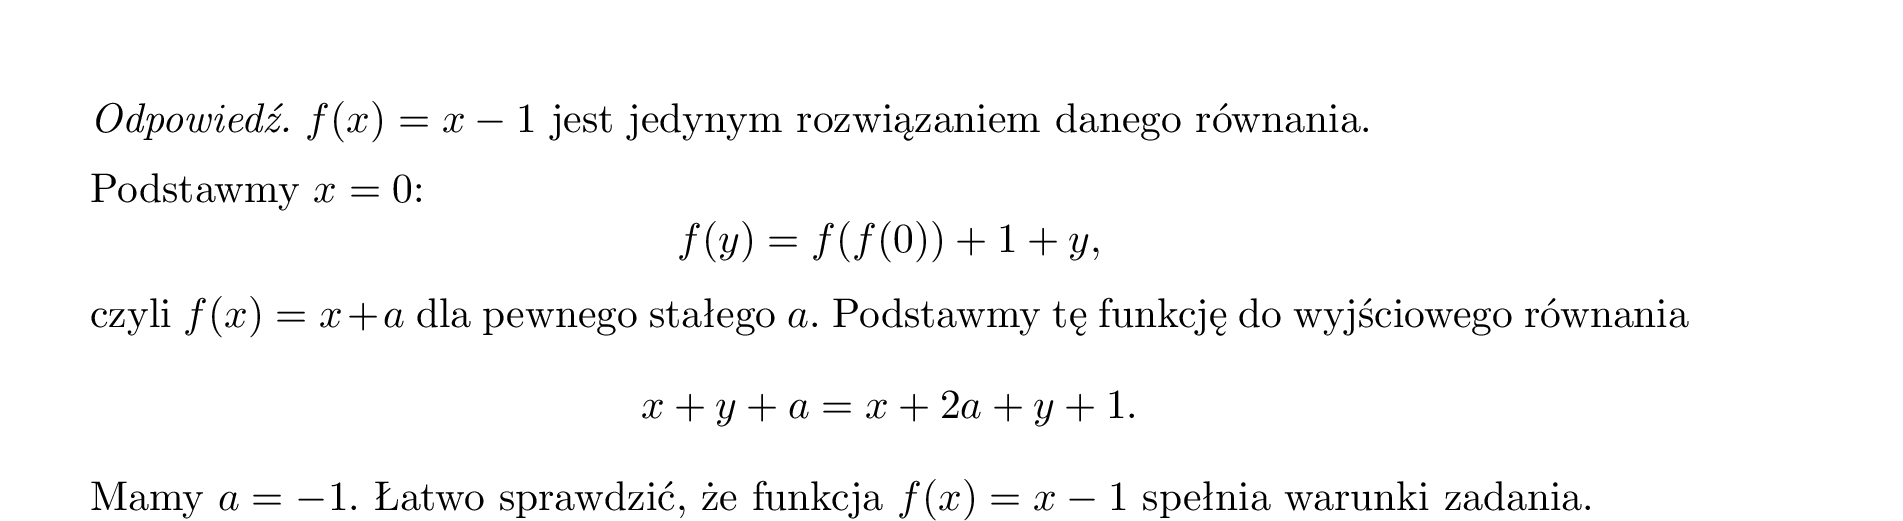 Odpowiedź. f(x) = x − 1 jest jedynym rozwiązaniem danego równania.
Podstawmy x = 0:
f(y) = f(f(0)) + 1 + y,
czyli f(x) = x + a dla pewnego stałego a. Podstawmy tę funkcję do wyjściowego równania
x + y + a = x + 2a + y + 1.
Mamy a = −1. Łatwo sprawdzić, że funkcja f(x) = x − 1 spełnia warunki zadania.